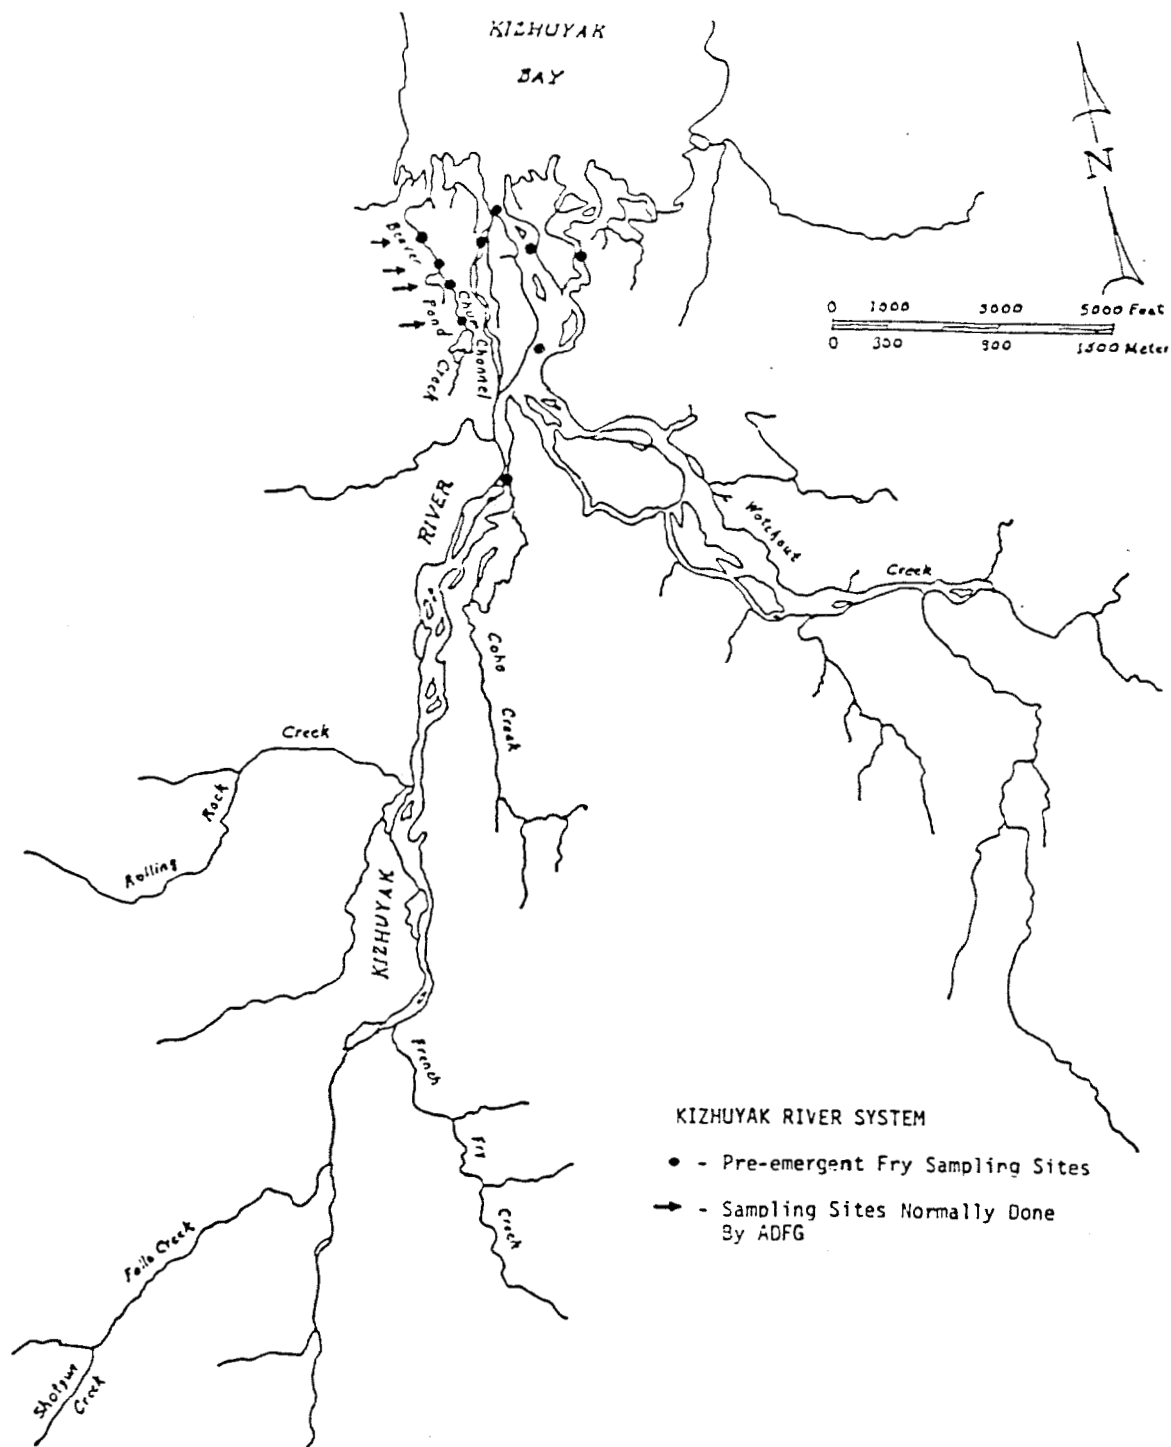 KIZHUYAK
BAY
N
Beaver
Pond
Creek
Chum
Channel
0 1000 3000 5000 Feet
0 300 900 1500 Meter
RIVER
Watchout
Creek
Coho
Creek
Creek
Rock
Rolling
KIZHUYAK
French
Fry
Creek
KIZHUYAK RIVER SYSTEM
● - Pre-emergent Fry Sampling Sites
→ - Sampling Sites Normally Done
By ADFG
Falls Creek
Shotgun
Creek